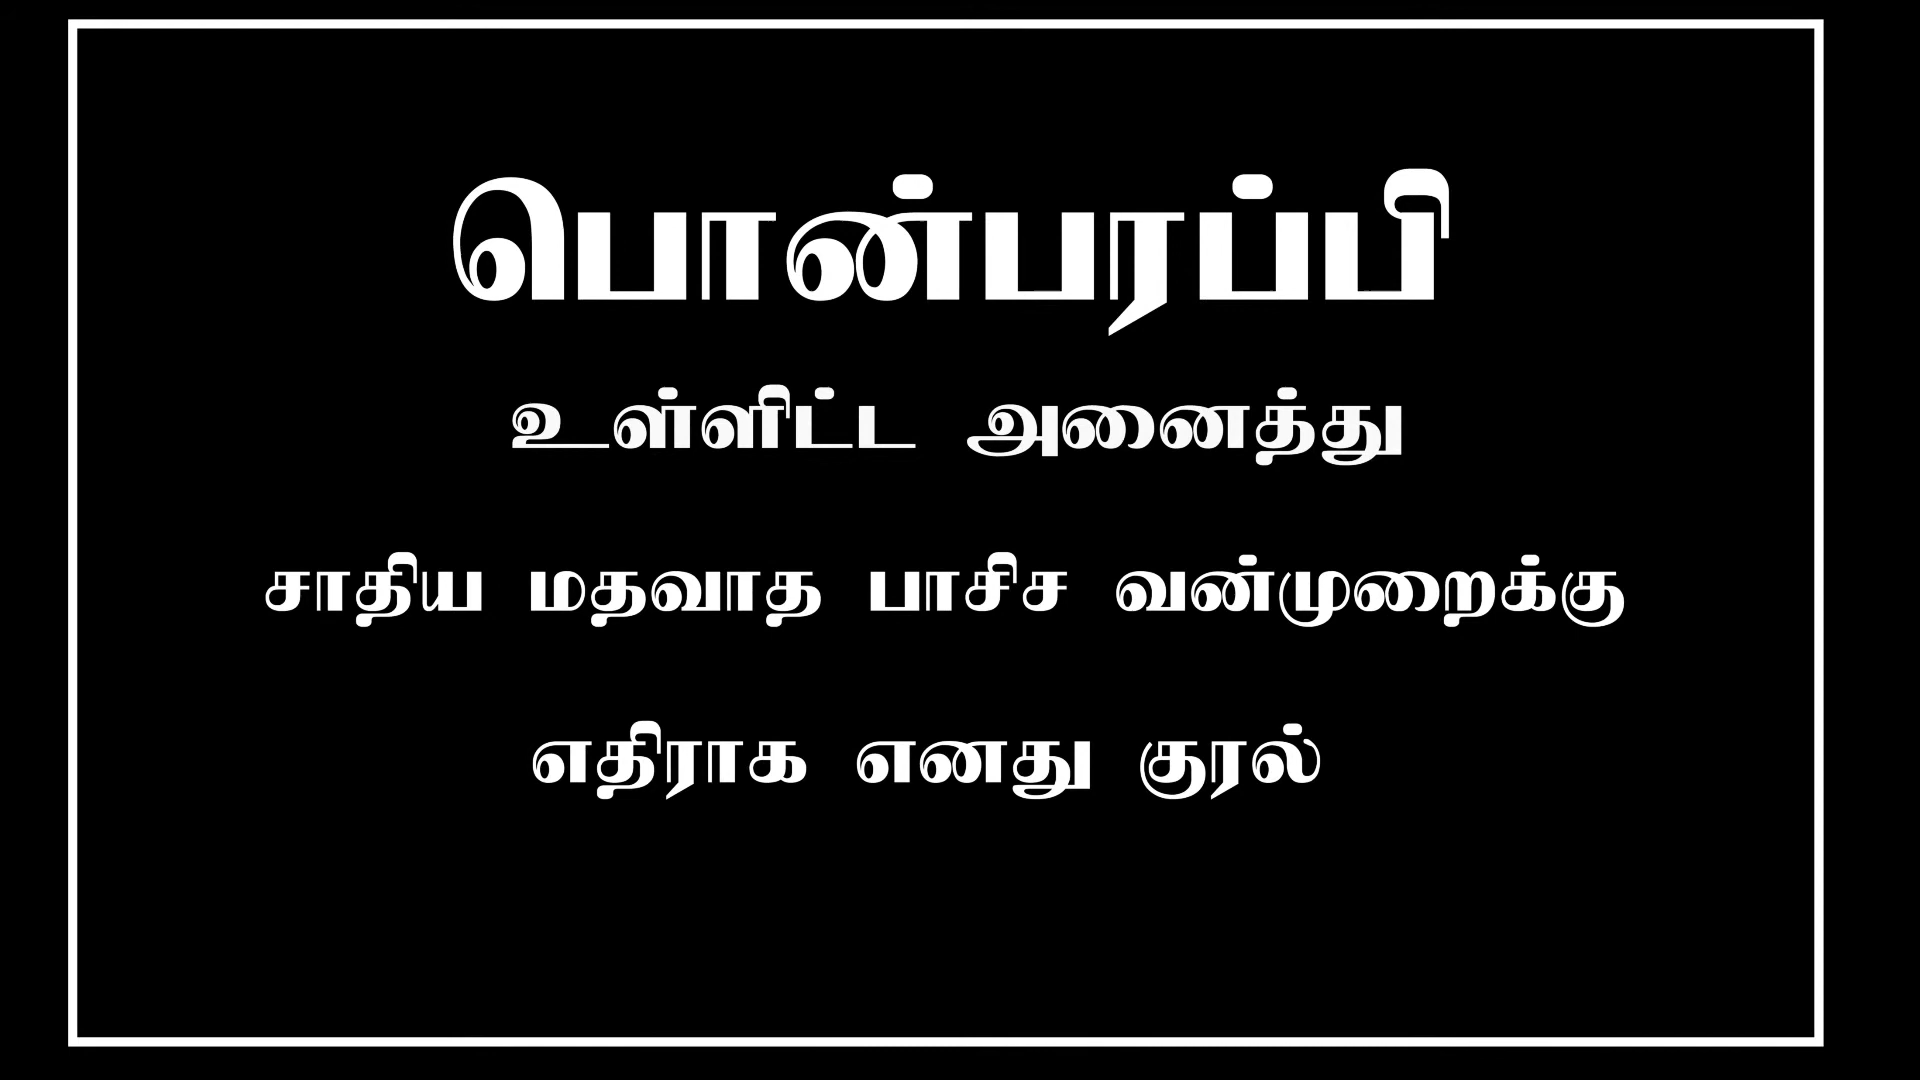 பொன்பரப்பி
உள்ளிட்ட அனைத்து
சாதிய மதவாத பாசிச வன்முறைக்கு
எதிராக எனது குரல்